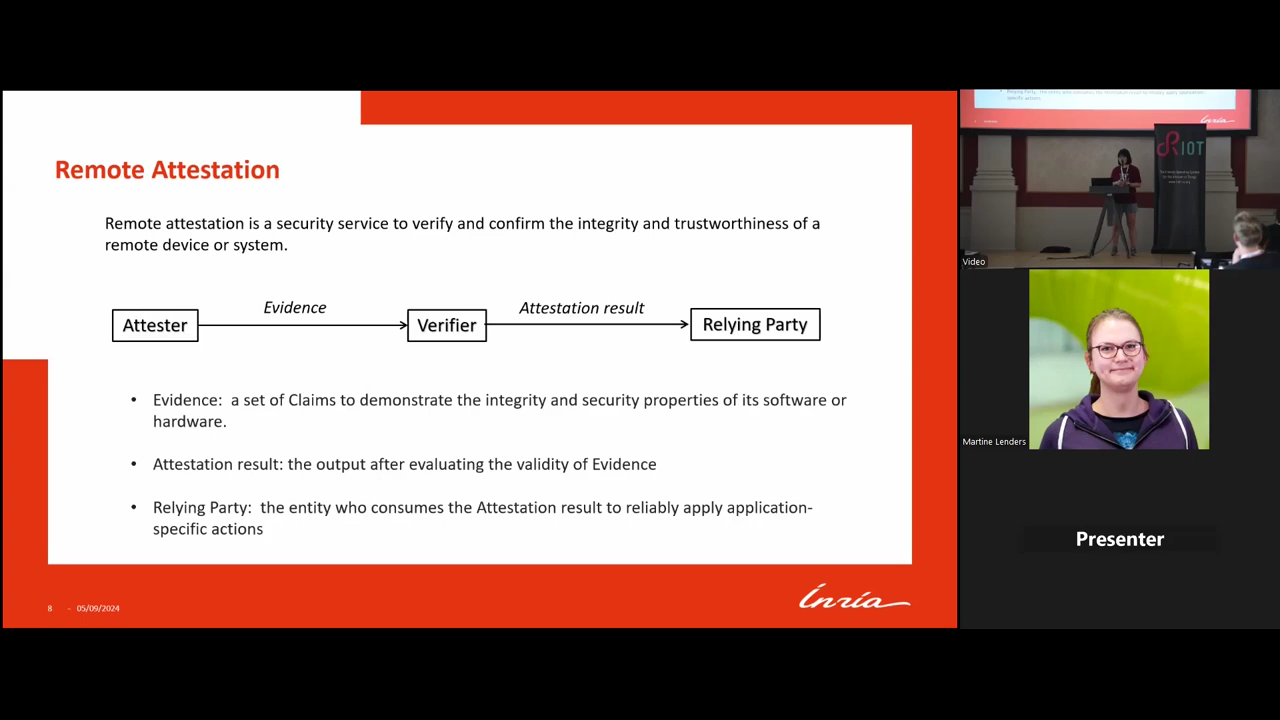 Remote Attestation
Remote attestation is a security service to verify and confirm the integrity and trustworthiness of a
remote device or system.
Attester
Evidence
Verifier
Attestation result
Relying Party
• Evidence: a set of Claims to demonstrate the integrity and security properties of its software or
hardware.
• Attestation result: the output after evaluating the validity of Evidence
• Relying Party: the entity who consumes the Attestation result to reliably apply application-
specific actions
8 - 05/09/2024
Inria
RIOT
Video
Martine Lenders
Presenter